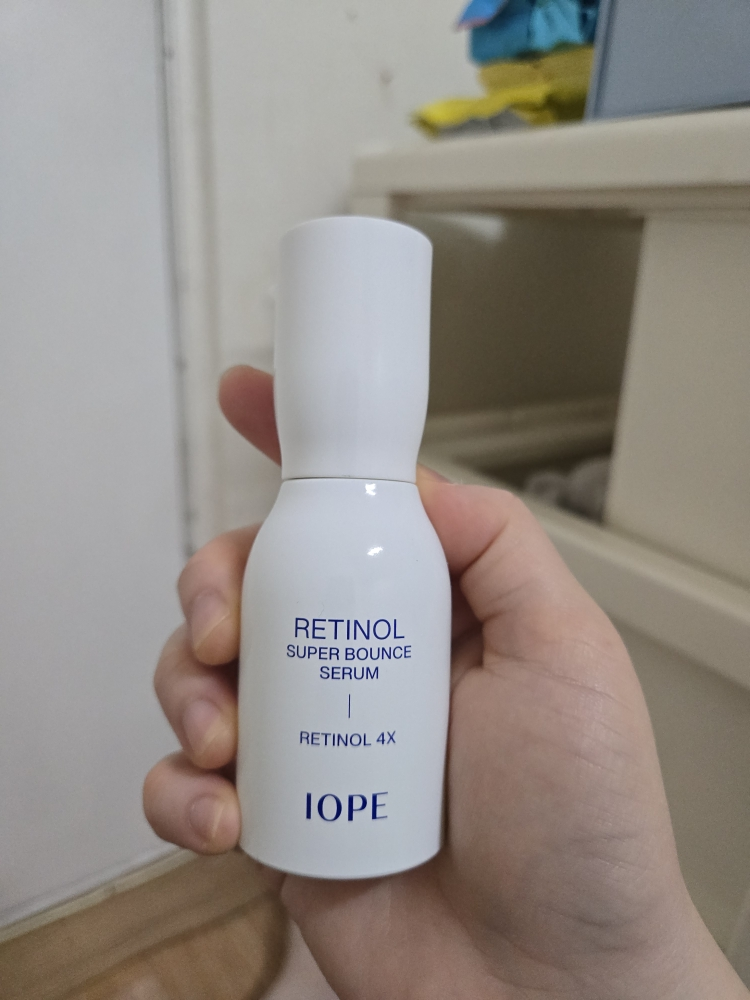 RETINOL
SUPER BOUNCE
SERUM
RETINOL 4X
IOPE